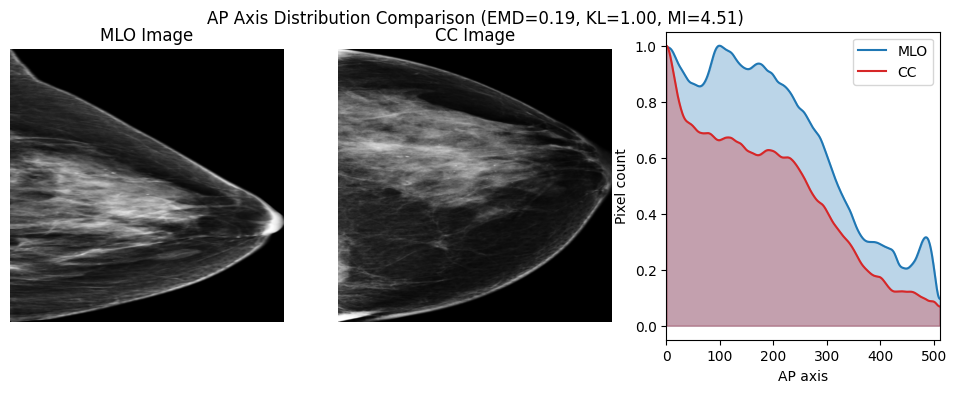 AP Axis Distribution Comparison (EMD=0.19, KL=1.00, MI=4.51)
MLO Image
CC Image
MLO
CC
Pixel count
1.0
0.8
0.6
0.4
0.2
0.0
0 100 200 300 400 500
AP axis